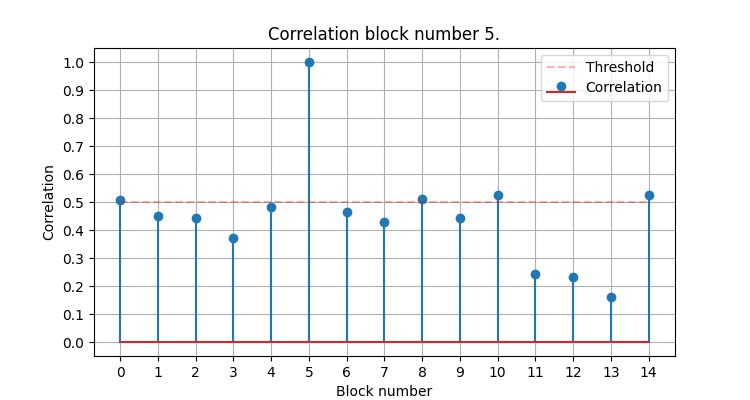 Correlation block number 5.
Threshold
Correlation
Correlation
1.0
0.9
0.8
0.7
0.6
0.5
0.4
0.3
0.2
0.1
0.0
0 1 2 3 4 5 6 7 8 9 10 11 12 13 14
Block number